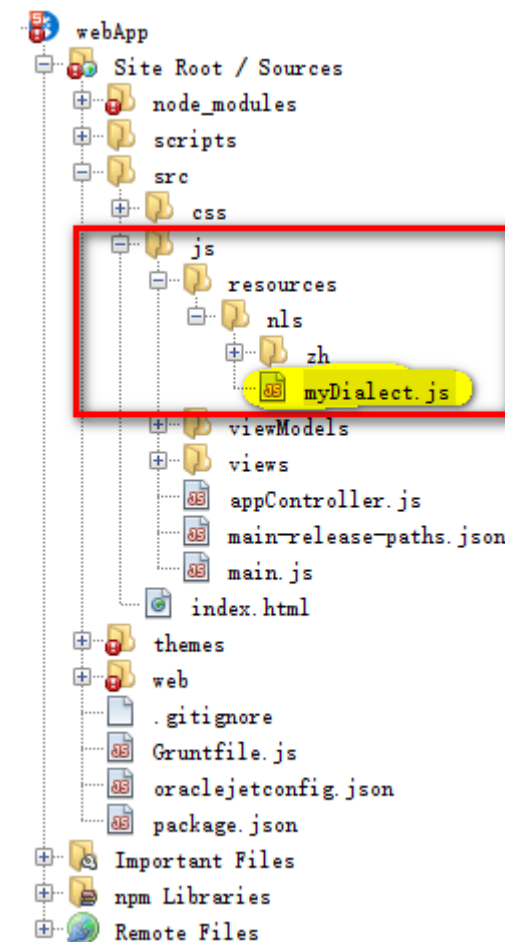 webApp
Site Root / Sources
node_modules
scripts
src
css
js
resources
nls
zh
myDialect.js
viewModels
views
appController.js
main-release-paths.json
main.js
index.html
themes
web
.gitignore
Gruntfile.js
oraclejetconfig.json
package.json
Important Files
npm Libraries
Remote Files